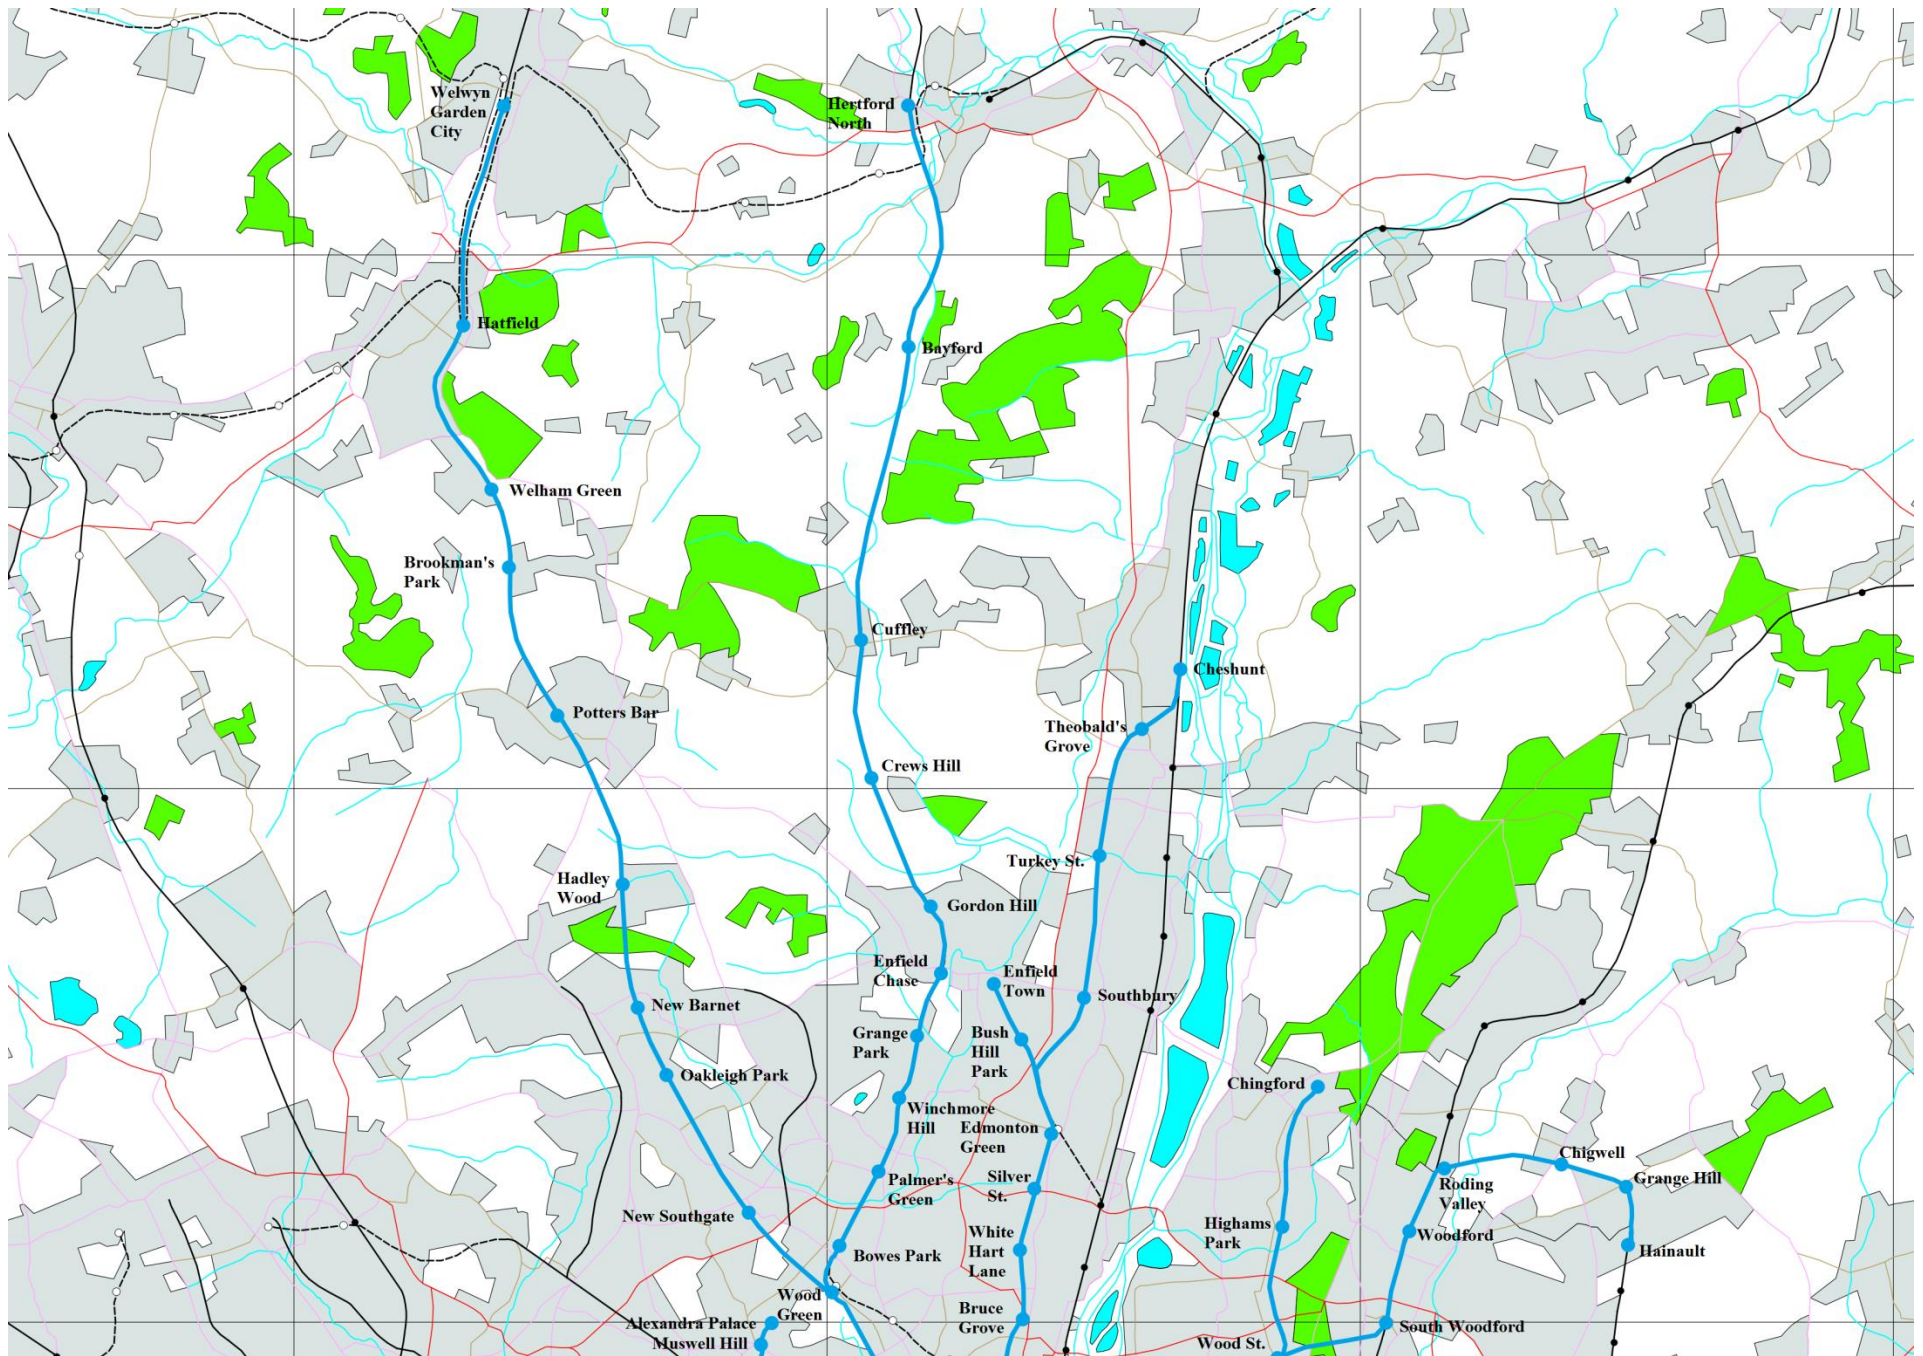 Welwyn
Garden
City
Hertford
North
Hatfield
Bayford
Welham Green
Brookman's
Park
Cuffley
Cheshunt
Potters Bar
Theobald's
Grove
Crews Hill
Turkey St.
Hadley
Wood
Gordon Hill
Enfield
Chase
Enfield
Town
Southbury
New Barnet
Grange
Park
Bush
Hill
Park
Oakleigh Park
Chingford
Winchmore
Hill
Edmonton
Green
Chigwell
Palmer's
Green
Silver
St.
Roding
Valley
Grange Hill
New Southgate
Highams
Park
White
Hart
Lane
Woodford
Bowes Park
Hainault
Wood
Green
Bruce
Grove
Alexandra Palace
South Woodford
Muswell Hill
Wood St.